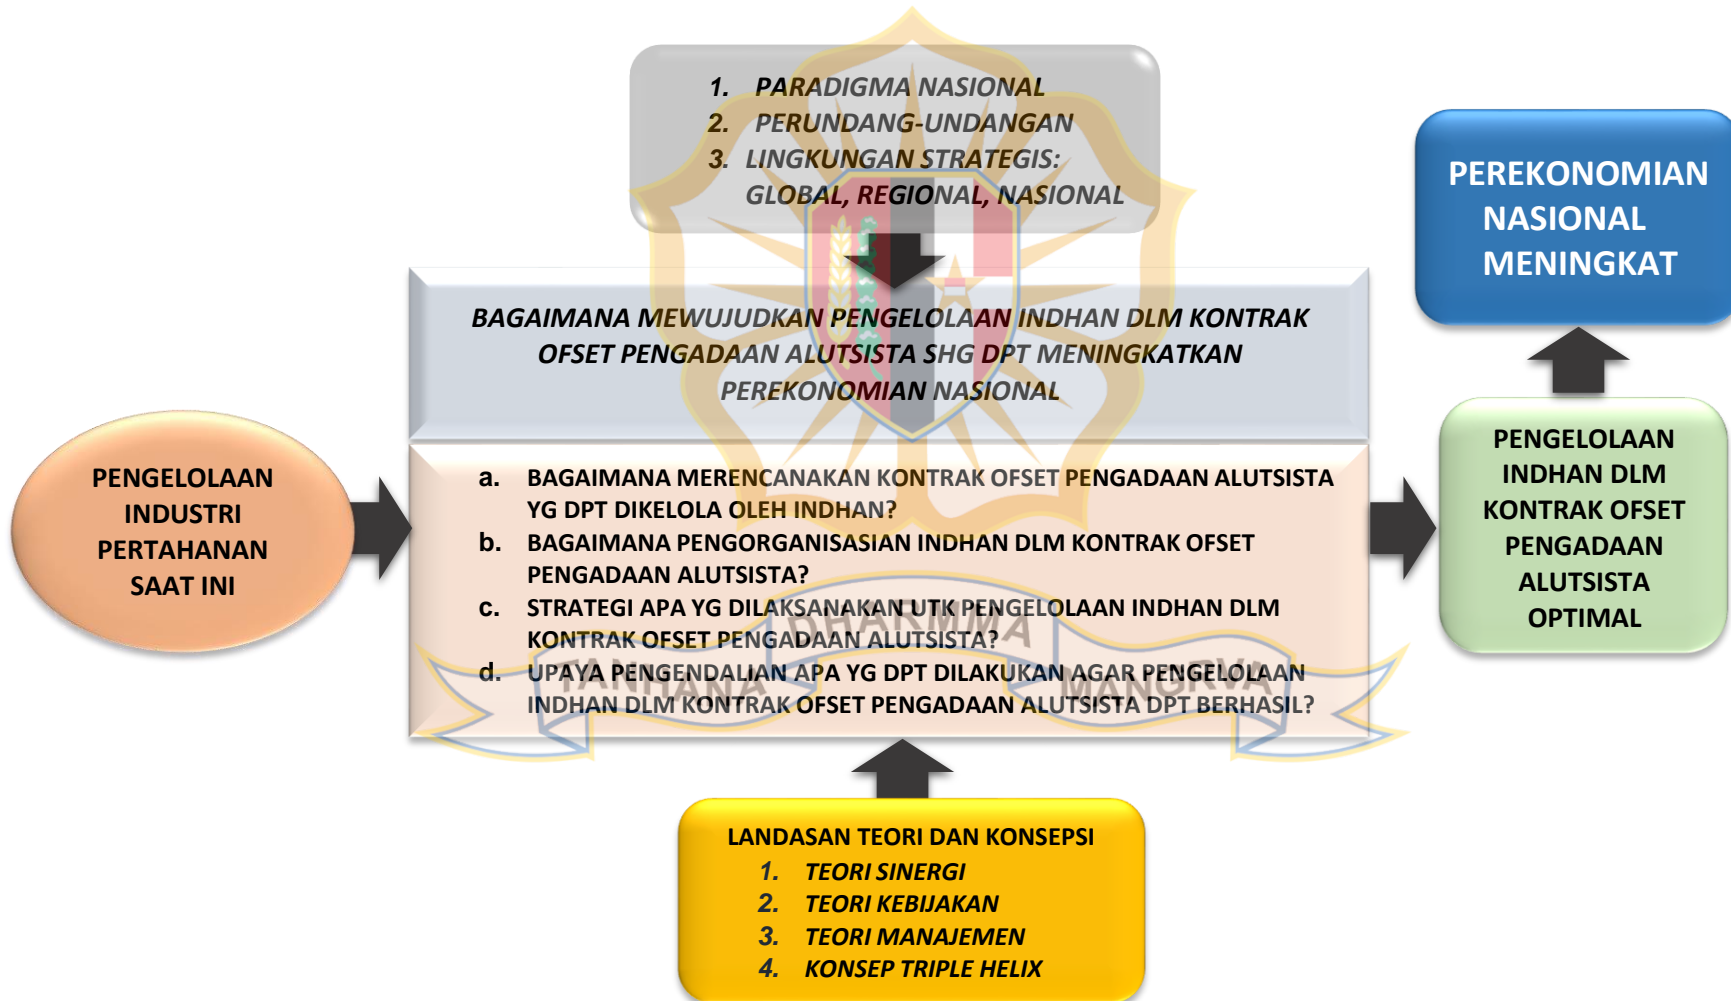 1. PARADIGMA NASIONAL
2. PERUNDANG-UNDANGAN
3. LINGKUNGAN STRATEGIS:
GLOBAL, REGIONAL, NASIONAL
PEREKONOMIAN
NASIONAL
MENINGKAT
BAGAIMANA MEWUJUDKAN PENGELOLAAN INDHAN DLM KONTRAK
OFSET PENGADAAN ALUTSISTA SHG DPT MENINGKATKAN
PEREKONOMIAN NASIONAL
PENGELOLAAN
INDUSTRI
PERTAHANAN
SAAT INI
a. BAGAIMANA MERENCANAKAN KONTRAK OFSET PENGADAAN ALUTSISTA
YG DPT DIKELOLA OLEH INDHAN?
b. BAGAIMANA PENGORGANISASIAN INDHAN DLM KONTRAK OFSET
PENGADAAN ALUTSISTA?
c. STRATEGI APA YG DILAKSANAKAN UTK PENGELOLAAN INDHAN DLM
KONTRAK OFSET PENGADAAN ALUTSISTA?
d. UPAYA PENGENDALIAN APA YG DPT DILAKUKAN AGAR PENGELOLAAN
INDHAN DLM KONTRAK OFSET PENGADAAN ALUTSISTA DPT BERHASIL?
TANHANA DHARMMA MANGRVA
PENGELOLAAN
INDHAN DLM
KONTRAK OFSET
PENGADAAN
ALUTSISTA
OPTIMAL
LANDASAN TEORI DAN KONSEPSI
1. TEORI SINERGI
2. TEORI KEBIJAKAN
3. TEORI MANAJEMEN
4. KONSEP TRIPLE HELIX